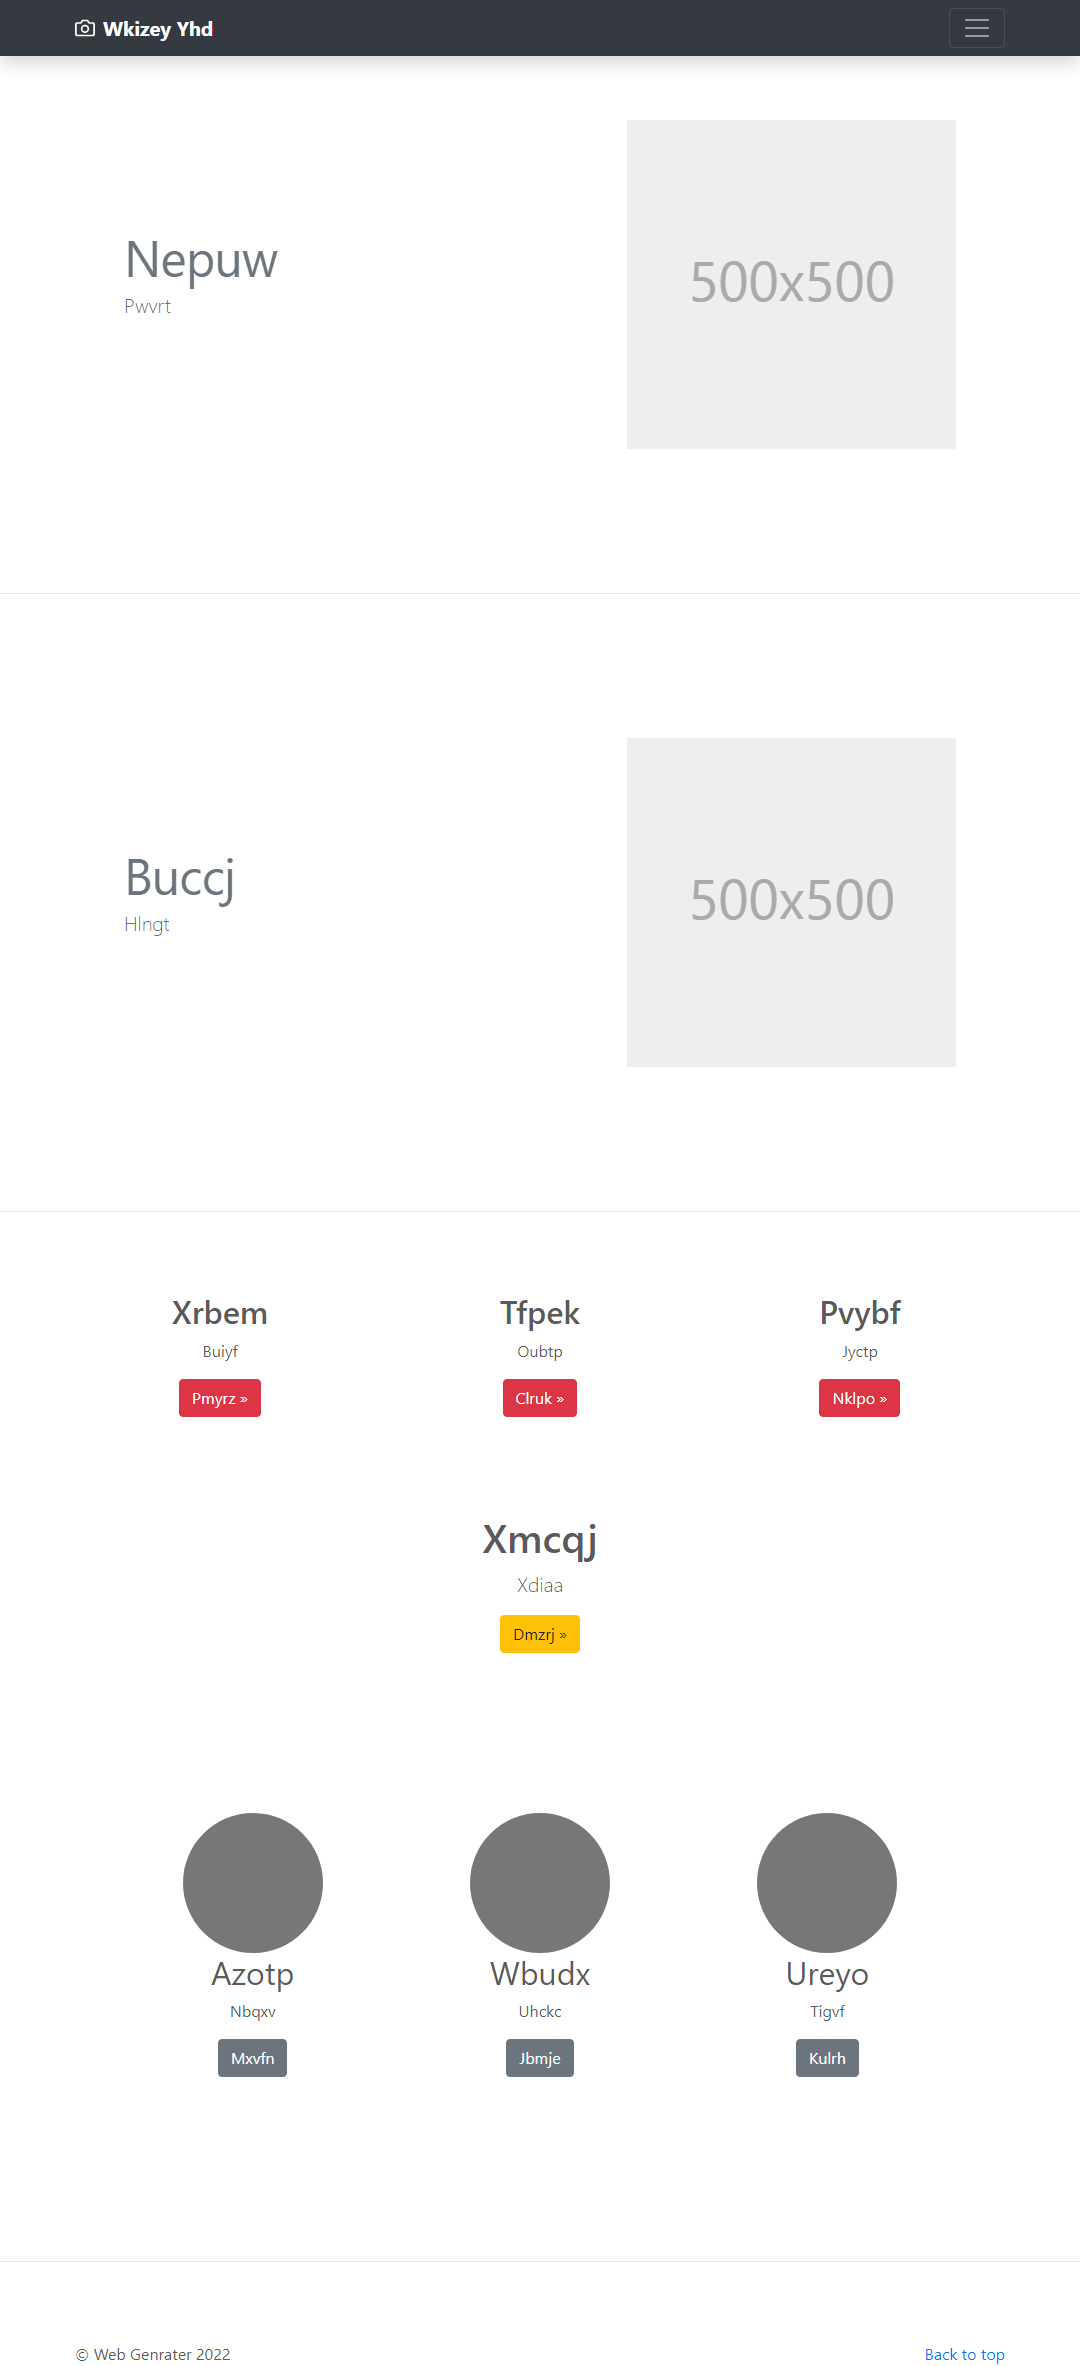 Wkizey Yhd
Nepuw
Pwvrt
500x500
Buccj
Hlngt
500x500
Xrbem
Buiyf
Pmyrz »
Tfpek
Oubtp
Clruk »
Pvybf
Jyctp
Nklpo »
Xmcqj
Xdiaa
Dmzrj »
Azotp
Nbqxv
Mxvfn
Wbudx
Uhckc
Jbmje
Ureyo
Tigvf
Kulrh
© Web Genrater 2022
Back to top